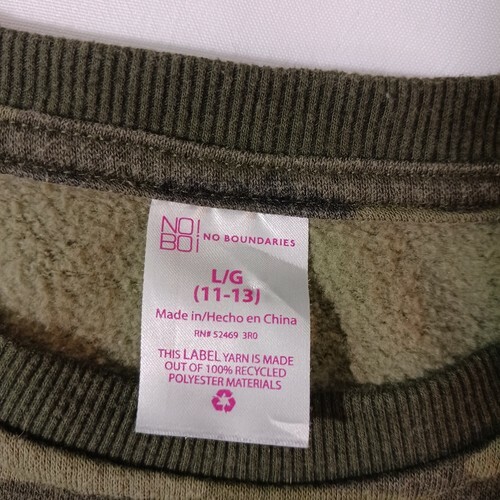 NO!
BO!
NO BOUNDARIES
L/G
(11-13)
Made in/Hecho en China
RN# 52469 3R0
THIS LABEL YARN IS MADE
OUT OF 100% RECYCLED
POLYESTER MATERIALS